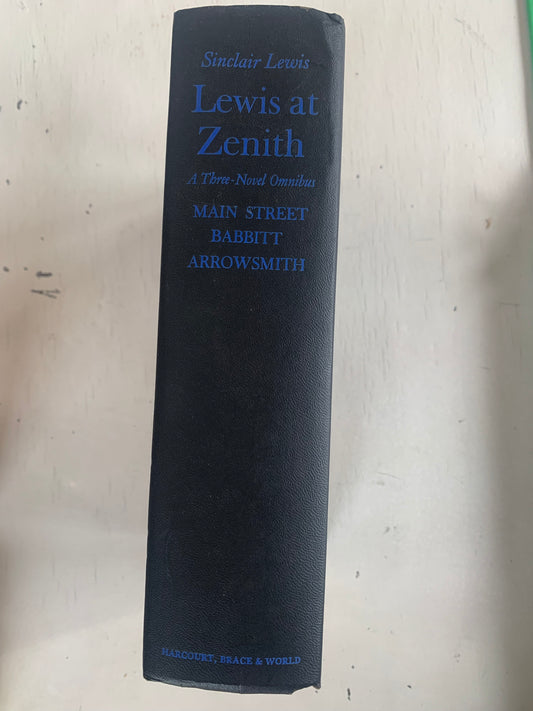 Sinclair Lewis
Lewis at
Zenith
A Three-Novel Omnibus
MAIN STREET
BABBITT
ARROWSMITH
HARCOURT, BRACE & WORLD